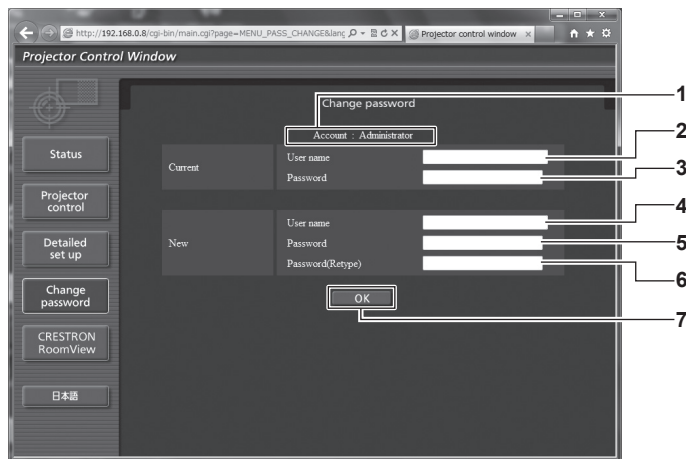 http://192.168.0.8/cgi-bin/main.cgi?page=MENU_PASS_CHANGE&lang
Projector control window
Projector Control Window
Change password
1
Account : Administrator
2
Status
Current
User name
Password
3
Projector
control
4
User name
Detailed
set up
New
Password
5
Password(Retype)
6
Change
password
OK
7
CRESTRON
RoomView
日本語